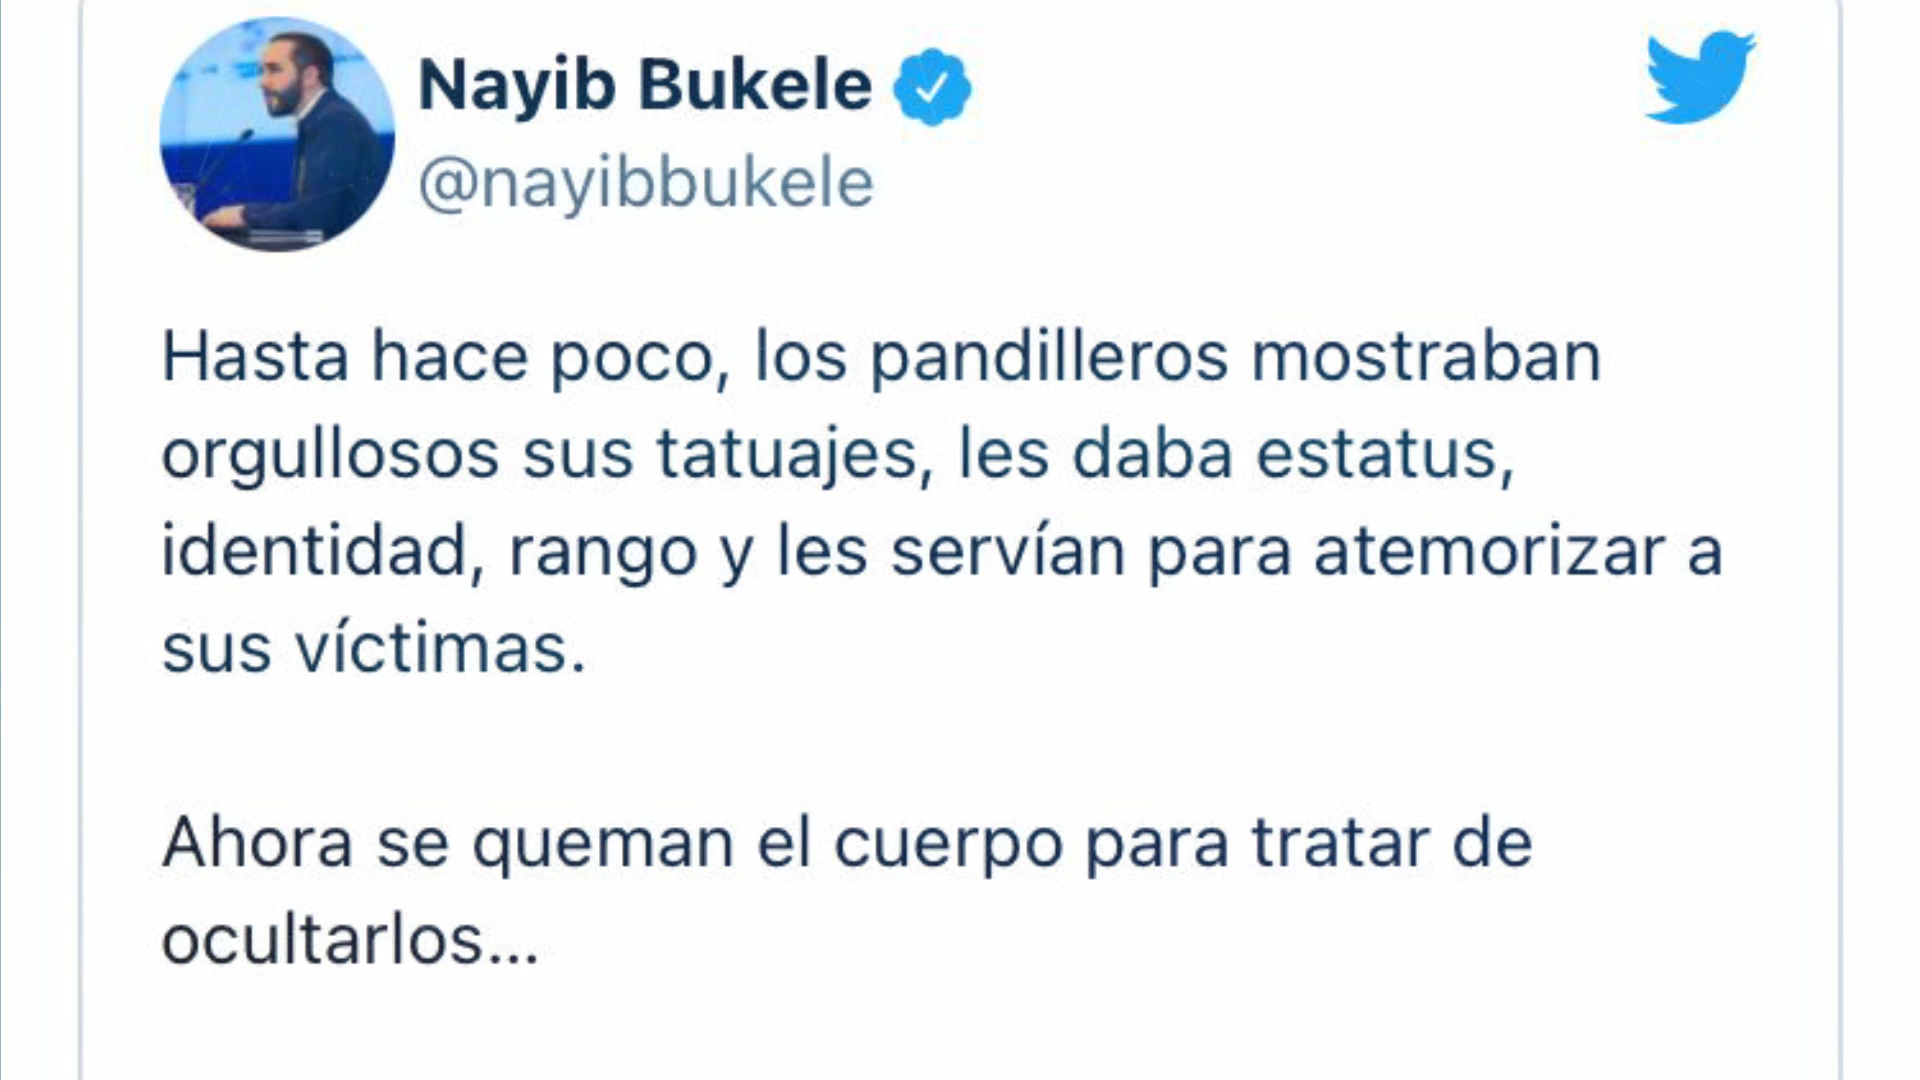 Nayib Bukele
@nayibbukele
Hasta hace poco, los pandilleros mostraban
orgullosos sus tatuajes, les daba estatus,
identidad, rango y les servían para atemorizar a
sus víctimas.
Ahora se queman el cuerpo para tratar de
ocultarlos...